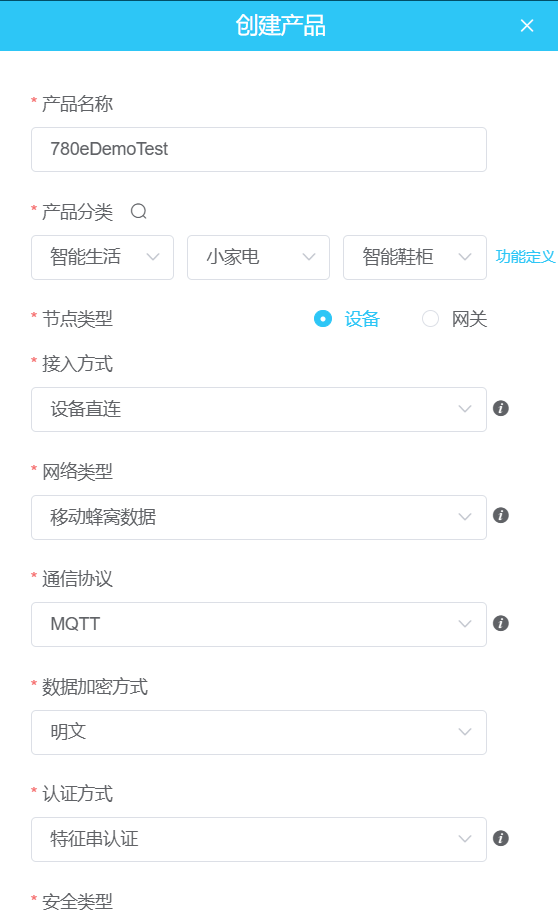 创建产品
* 产品名称
780eDemoTest
* 产品分类
智能生活 小家电 智能鞋柜 功能定义
* 节点类型 设备 网关
* 接入方式
设备直连
* 网络类型
移动蜂窝数据
* 通信协议
MQTT
* 数据加密方式
明文
* 认证方式
特征串认证
* 安全类型